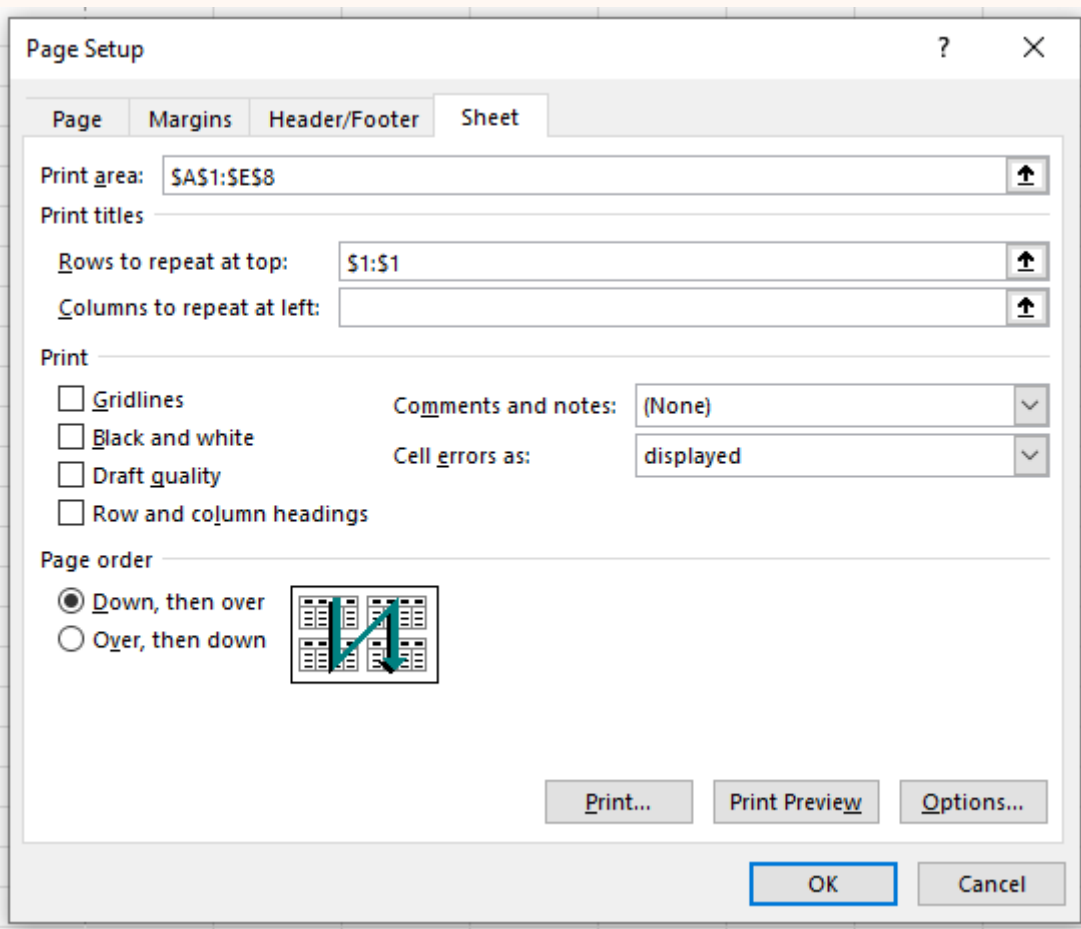 Page Setup ? ×
Page Margins Header/Footer Sheet
Print area: $A$1:$E$8
Print titles
Rows to repeat at top: $1:$1
Columns to repeat at left:
Print
Gridlines
Black and white
Draft quality
Row and column headings
Comments and notes: (None)
Cell errors as: displayed
Page order
Down, then over
Over, then down
Print... Print Preview Options...
OK Cancel